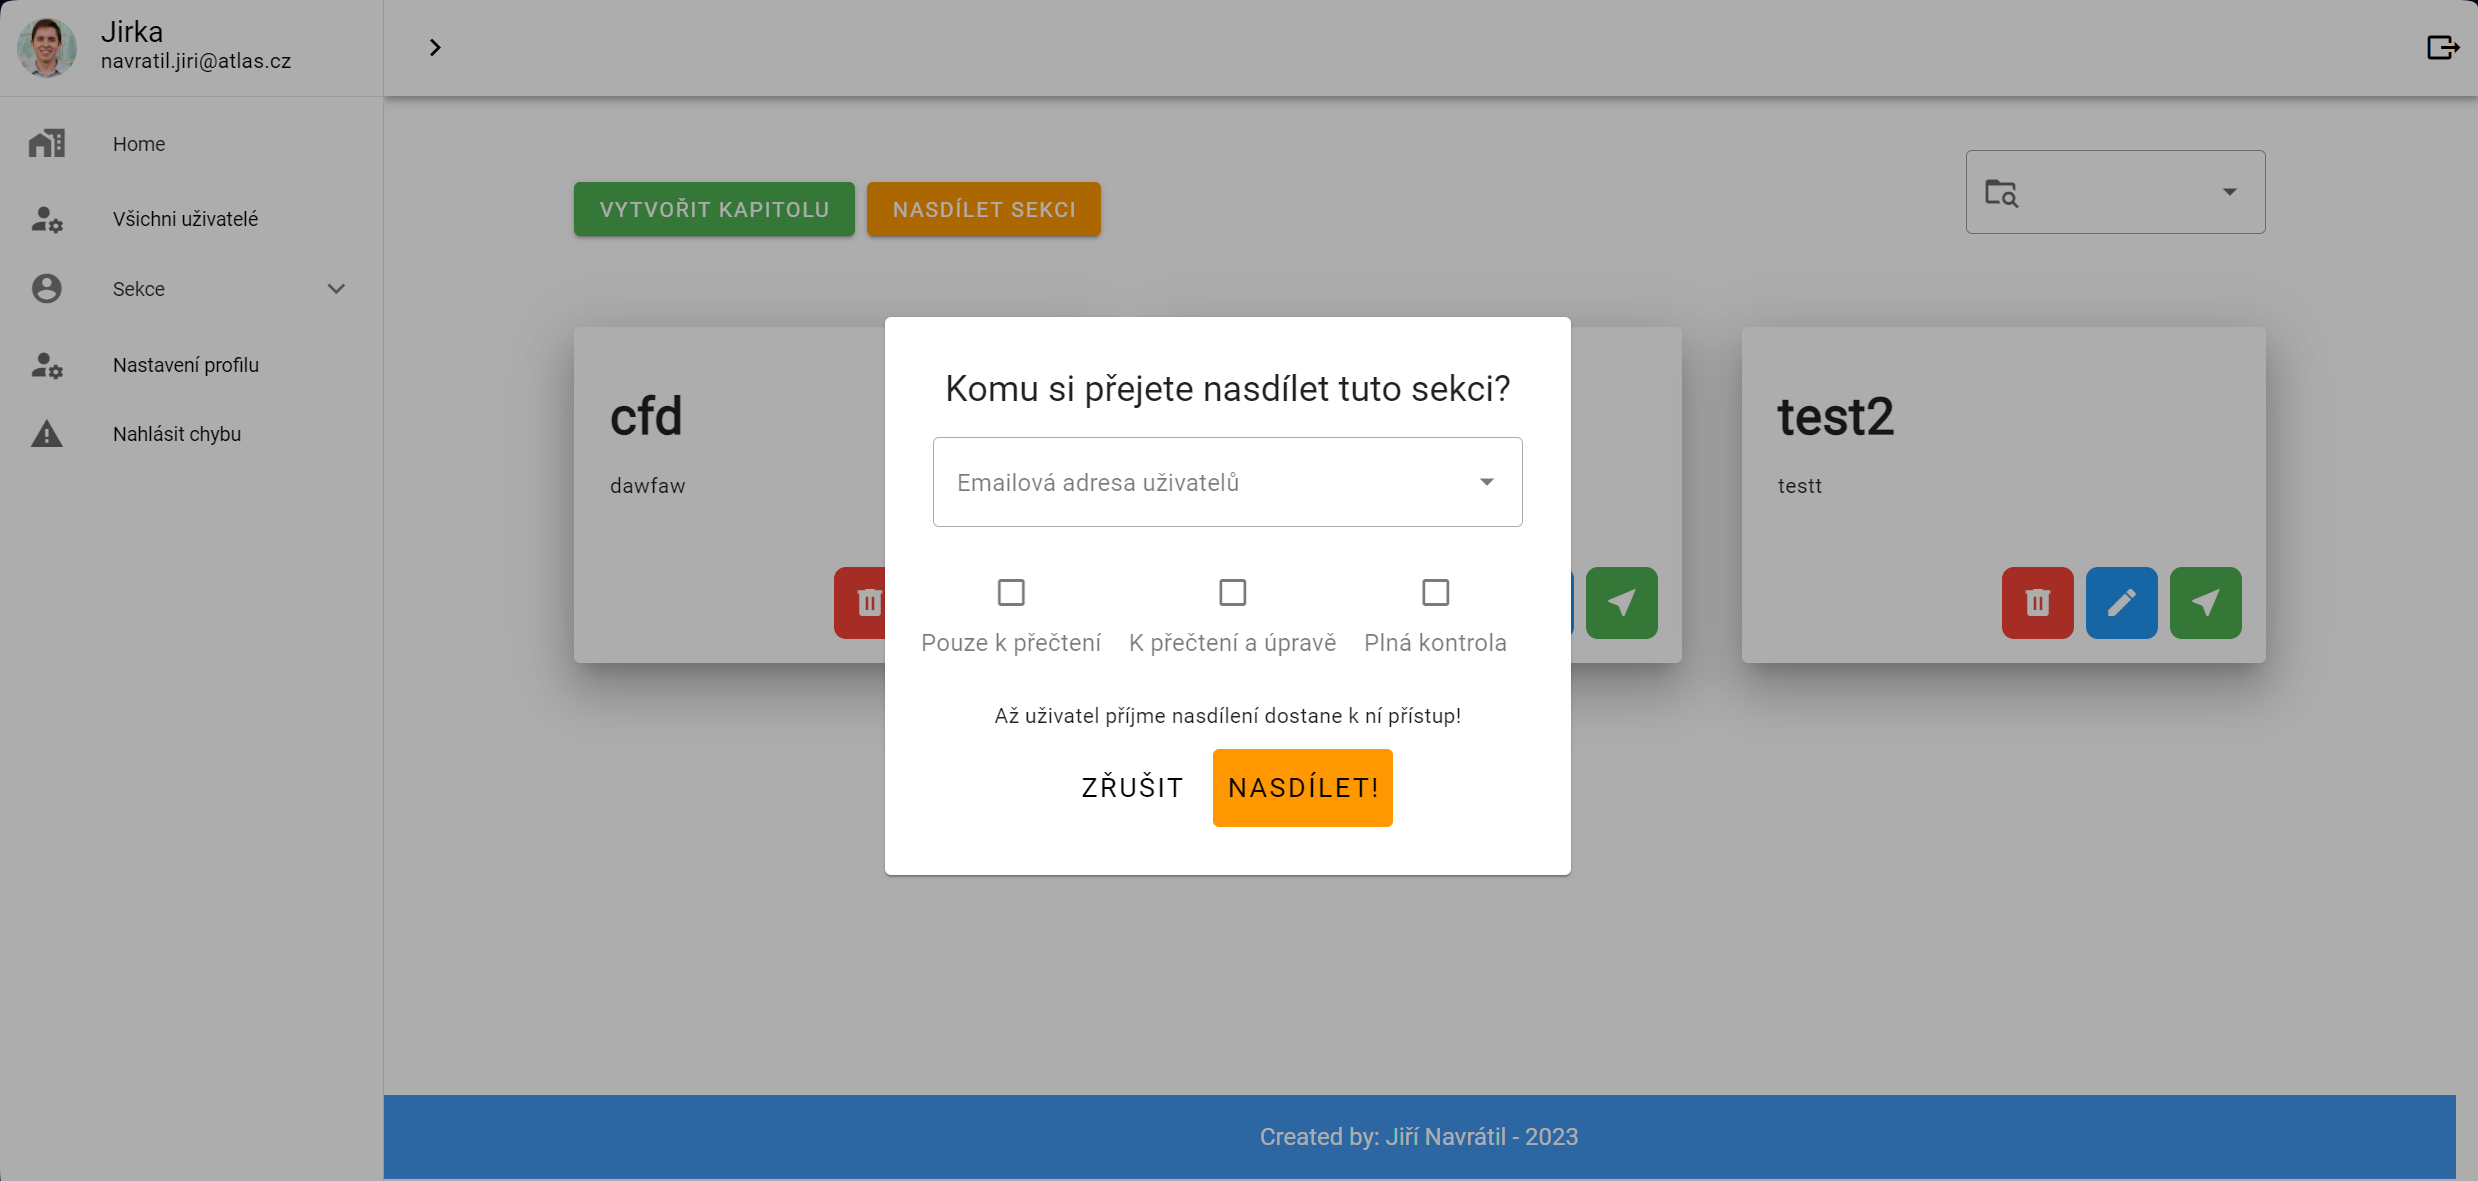 Jirka
navratil.jiri@atlas.cz
Home
Všichni uživatelé
Sekce
Nastavení profilu
Nahlásit chybu
VYTVOŘIT KAPITOLU
NASDÍLET SEKCI
cfd
dawfaw
test2
testt
Komu si přejete nasdílet tuto sekci?
Emailová adresa uživatelů
Pouze k přečtení
K přečtení a úpravě
Plná kontrola
Až uživatel příjme nasdílení dostane k ní přístup!
ZŘUŠIT
NASDÍLET!
Created by: Jiří Navrátil - 2023